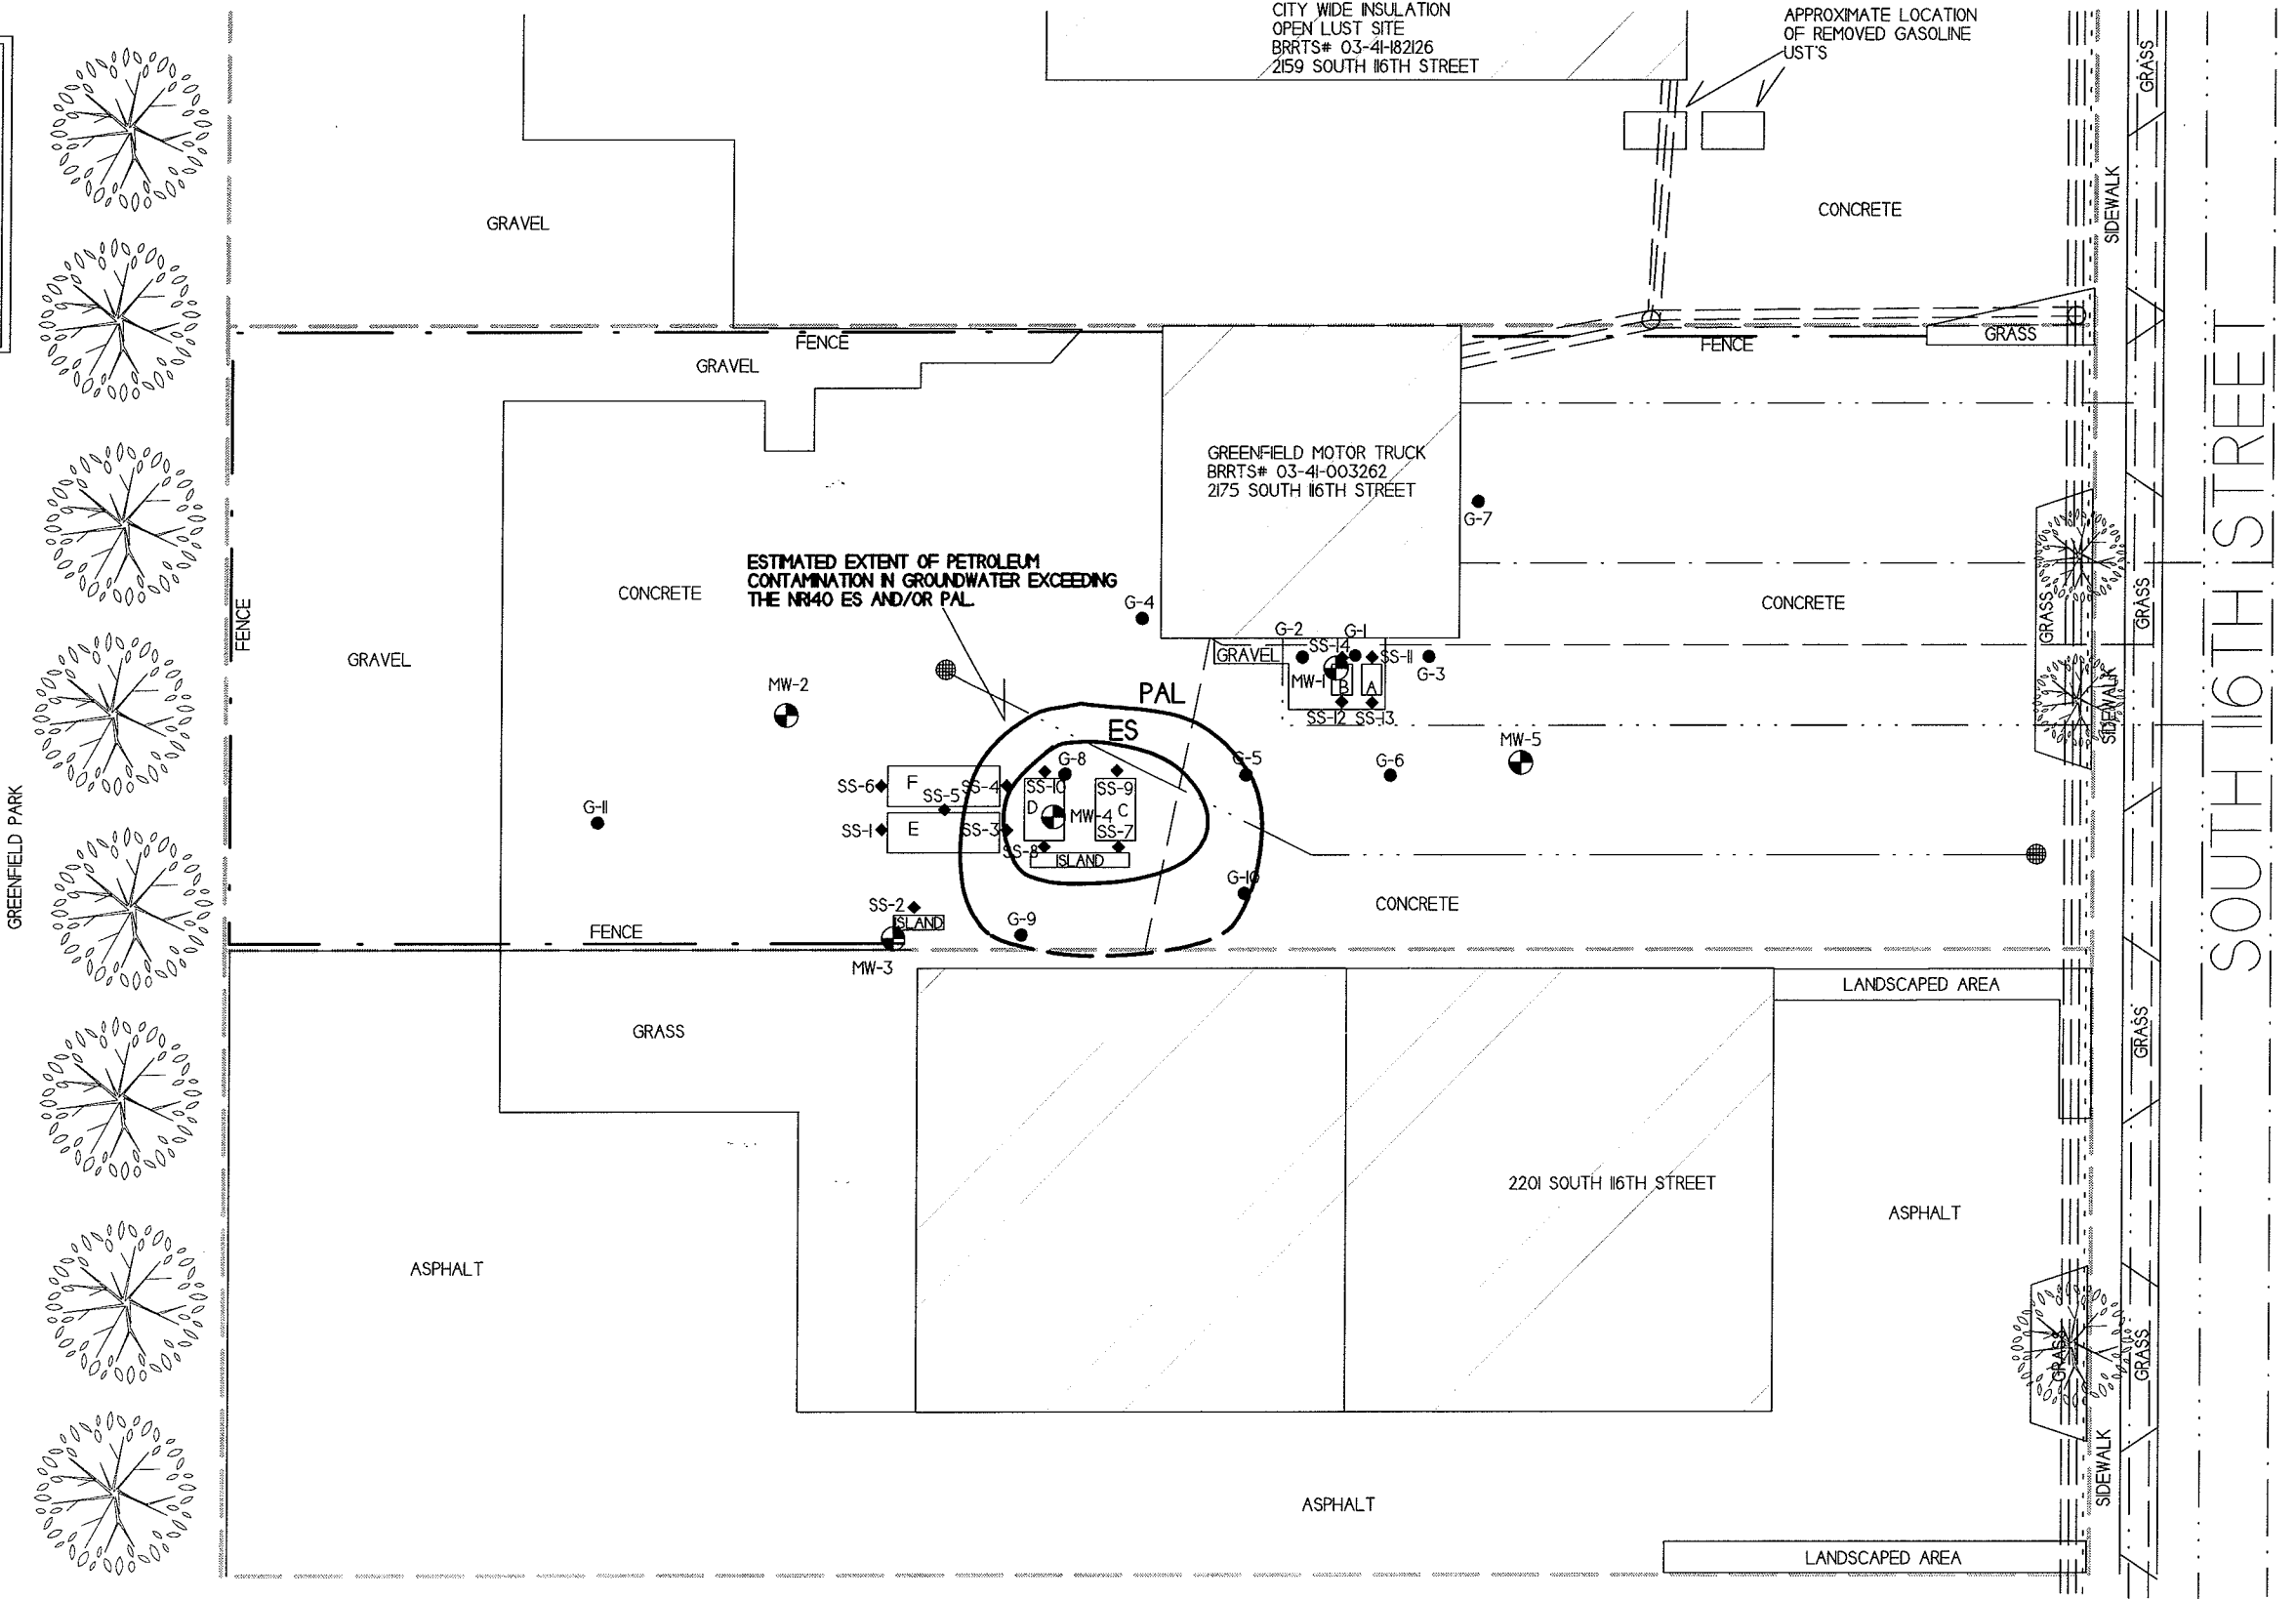 CITY WIDE INSULATION
OPEN LUST SITE
BRRTS# 03-41-182126
2159 SOUTH 116TH STREET
APPROXIMATE LOCATION
OF REMOVED GASOLINE
UST'S
GRASS
GRAVEL
CONCRETE
SIDEWALK
FENCE
GRAVEL
FENCE
GRASS
GREENFIELD MOTOR TRUCK
BRRTS# 03-41-003262
2175 SOUTH 116TH STREET
G-7
SOUTH 116TH STREET
ESTIMATED EXTENT OF PETROLEUM
CONTAMINATION IN GROUNDWATER EXCEEDING
THE NR140 ES AND/OR PAL.
CONCRETE
G-4
CONCRETE
GRASS
GRASS
FENCE
GRAVEL
G-2
G-1
SS-14
GRAVEL
SS-11
G-3
MW-1
B
A
SS-12
SS-13
MW-2
PAL
ES
SIDEWALK
MW-5
G-8
G-5
G-6
SS-6
F
SS-4
SS-5
SS-10
SS-9
D
C
MW-4
G-11
SS-1
E
SS-3
SS-7
SS-8
ISLAND
GREENFIELD PARK
G-10
CONCRETE
SS-2
ISLAND
G-9
FENCE
MW-3
LANDSCAPED AREA
GRASS
GRASS
2201 SOUTH 116TH STREET
ASPHALT
ASPHALT
GRASS
GRASS
SIDEWALK
ASPHALT
LANDSCAPED AREA